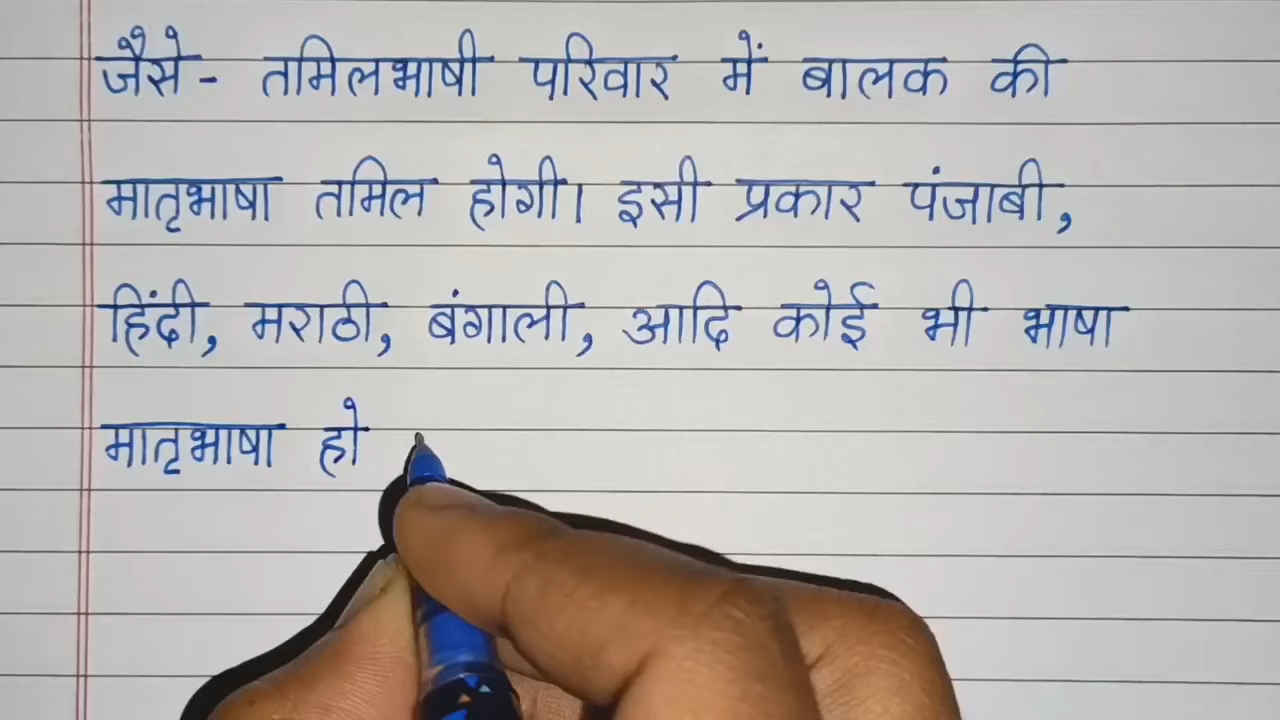 जैसे- तमिलभाषी परिवार में बालक की
मातृभाषा तमिल होगी। इसी प्रकार पंजाबी,
हिंदी, मराठी, बंगाली, आदि कोई भी भाषा
मातृभाषा हो